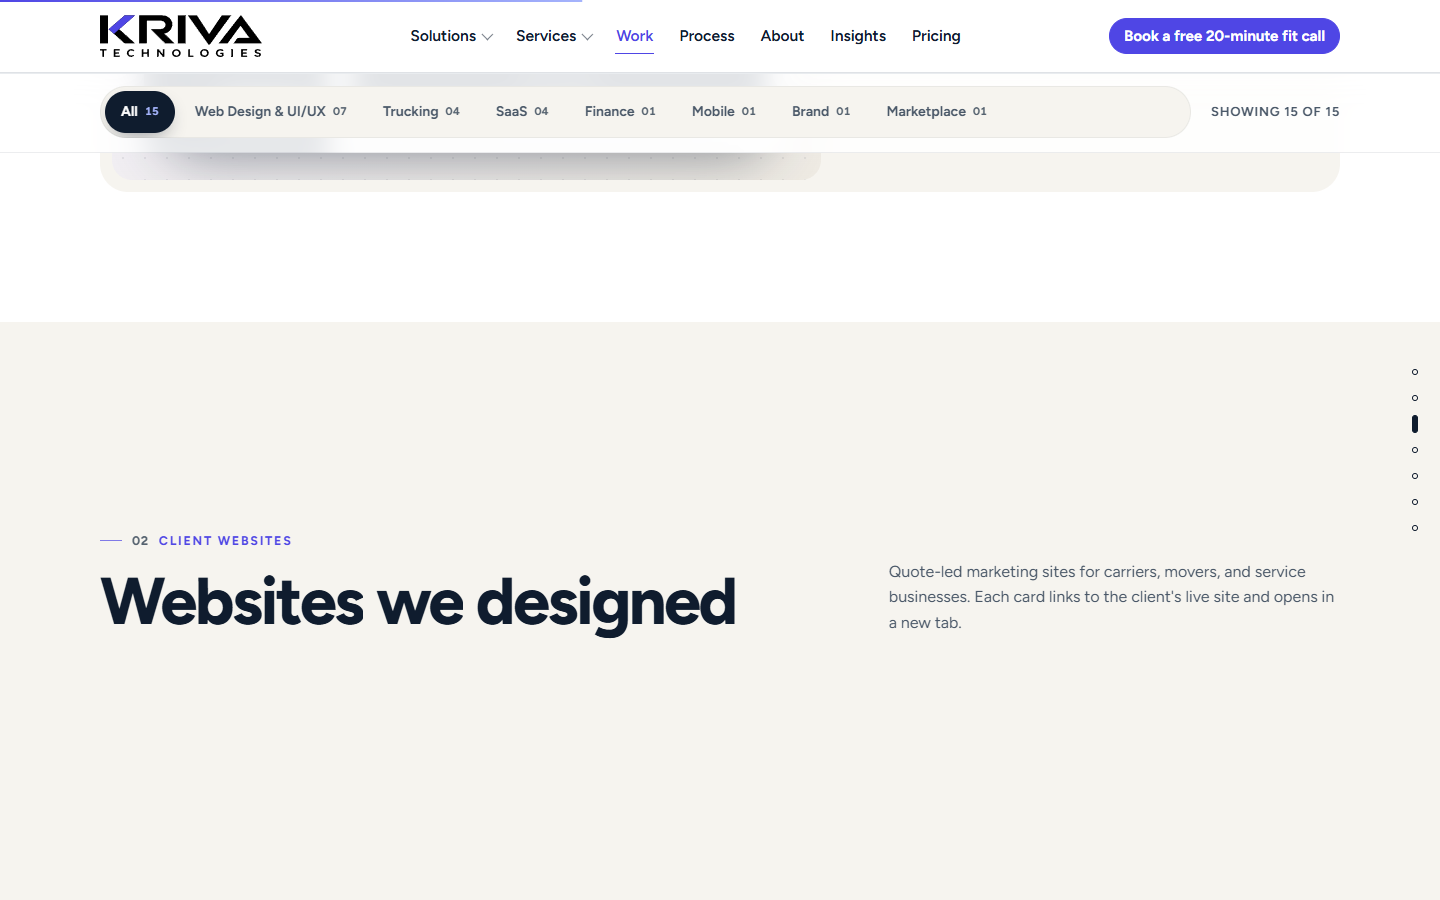 KRIVA
TECHNOLOGIES
Solutions
Services
Work
Process
About
Insights
Pricing
Book a free 20-minute fit call
All 15
Web Design & UI/UX 07
Trucking 04
SaaS 04
Finance 01
Mobile 01
Brand 01
Marketplace 01
SHOWING 15 OF 15
02 CLIENT WEBSITES
Websites we designed
Quote-led marketing sites for carriers, movers, and service
businesses. Each card links to the client's live site and opens in
a new tab.